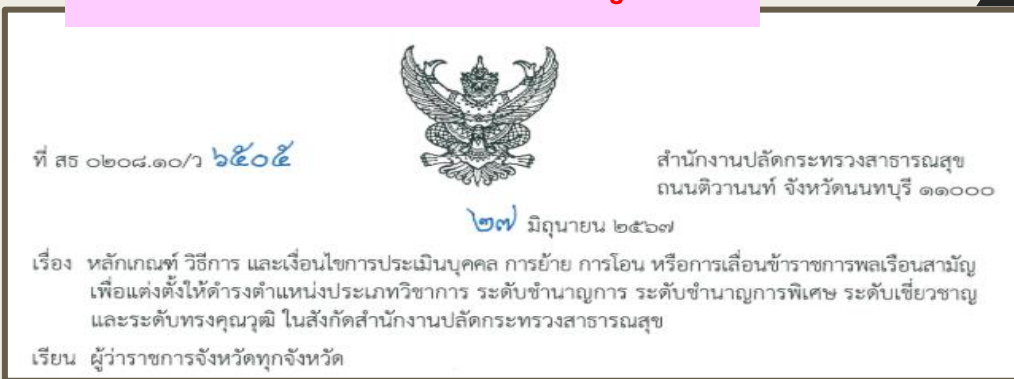 ที่ สธ ๐๒๐๘.๑๐/ว ๖๕๐๕
สำนักงานปลัดกระทรวงสาธารณสุข
ถนนติวานนท์ จังหวัดนนทบุรี ๑๑๐๐๐
๒๗ มิถุนายน ๒๕๖๗
เรื่อง หลักเกณฑ์ วิธีการ และเงื่อนไขการประเมินบุคคล การย้าย การโอน หรือการเลื่อนข้าราชการพลเรือนสามัญ
เพื่อแต่งตั้งให้ดำรงตำแหน่งประเภทวิชาการ ระดับชำนาญการ ระดับชำนาญการพิเศษ ระดับเชี่ยวชาญ
และระดับทรงคุณวุฒิ ในสังกัดสำนักงานปลัดกระทรวงสาธารณสุข
เรียน ผู้ว่าราชการจังหวัดทุกจังหวัด